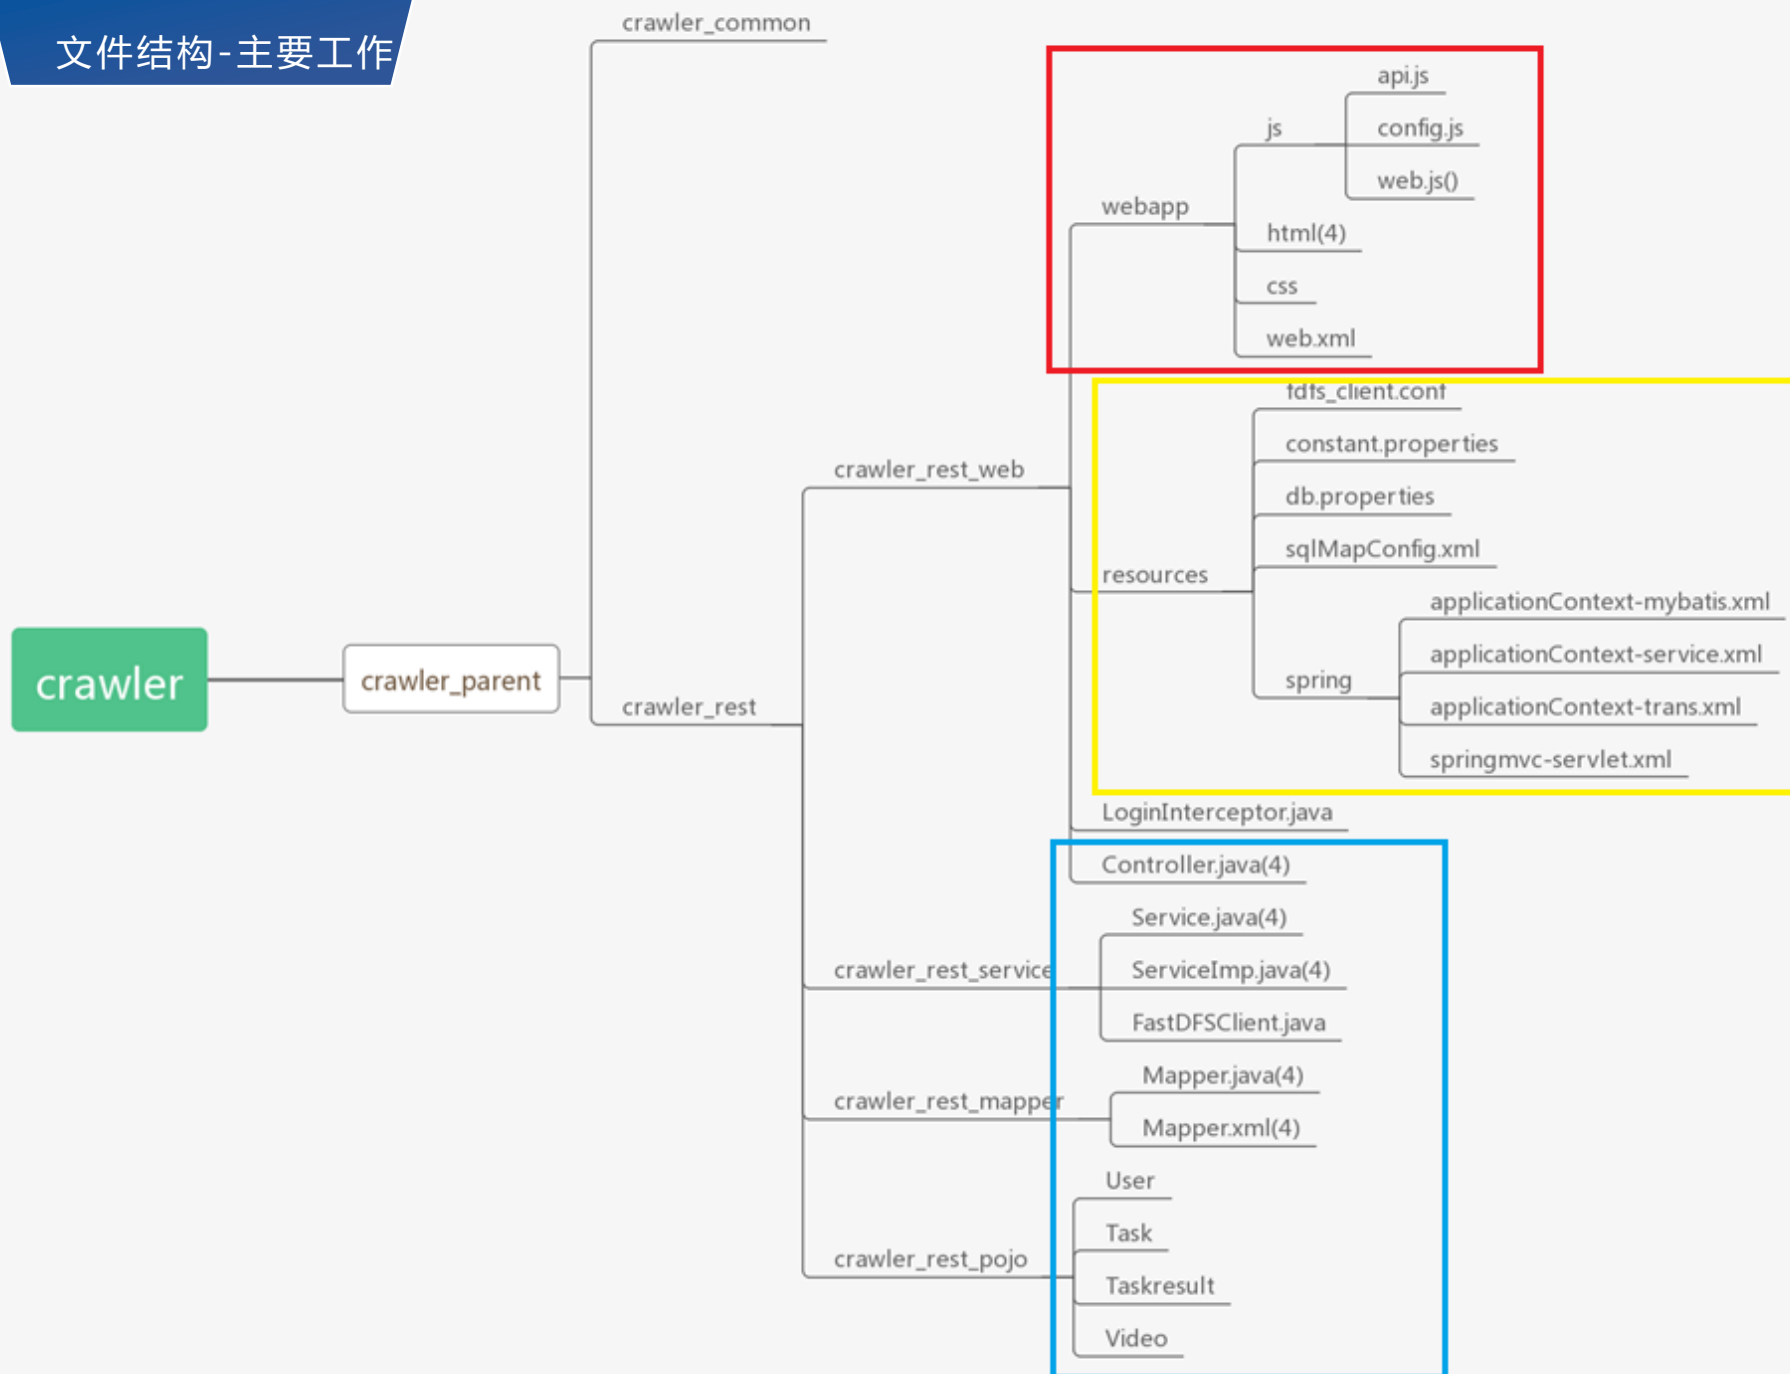 文件结构-主要工作
crawler
crawler_parent
crawler_common
crawler_rest
crawler_rest_web
webapp
js
api.js
config.js
web.js()
html(4)
css
web.xml
resources
fdfs_client.conf
constant.properties
db.properties
sqlMapConfig.xml
spring
applicationContext-mybatis.xml
applicationContext-service.xml
applicationContext-trans.xml
springmvc-servlet.xml
LoginInterceptor.java
Controller.java(4)
crawler_rest_service
Service.java(4)
ServiceImp.java(4)
FastDFSClient.java
crawler_rest_mapper
Mapper.java(4)
Mapper.xml(4)
crawler_rest_pojo
User
Task
Taskresult
Video